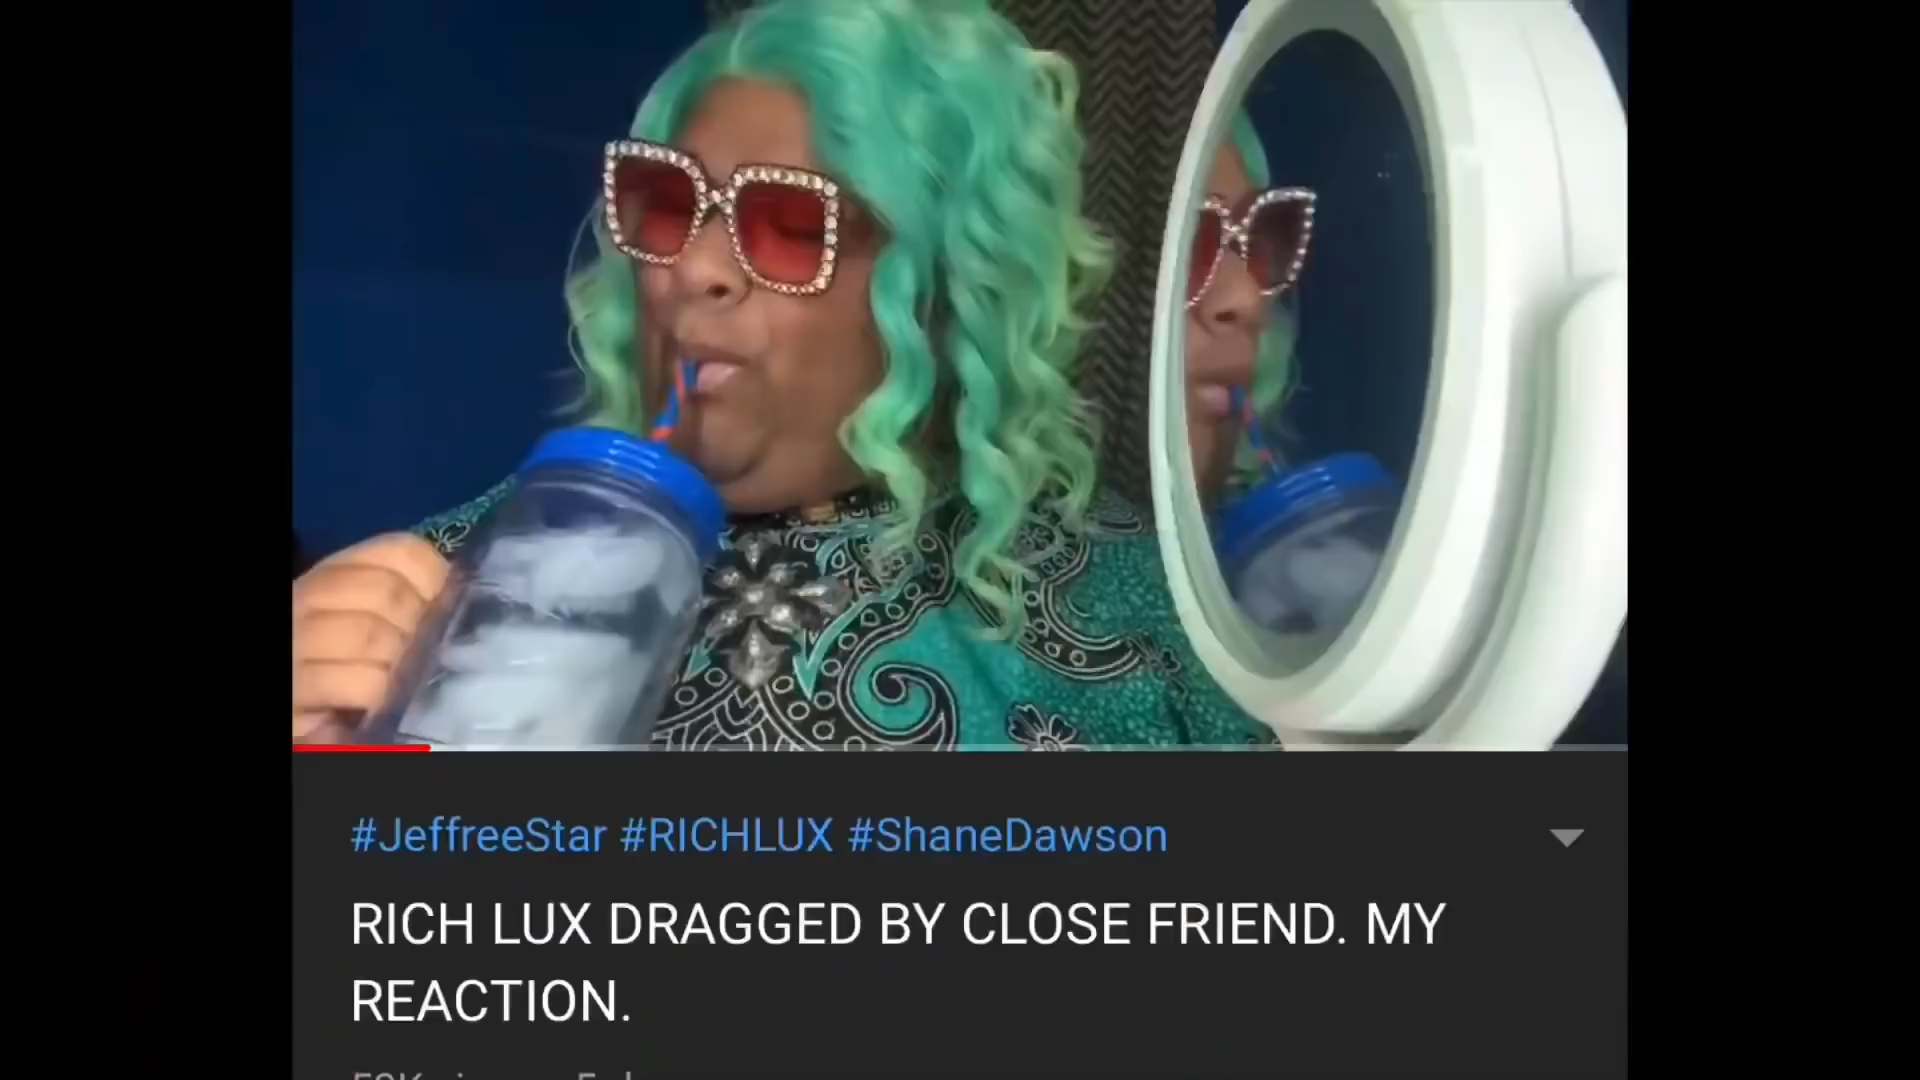 #JeffreeStar #RICHLUX #ShaneDawson
RICH LUX DRAGGED BY CLOSE FRIEND. MY
REACTION.